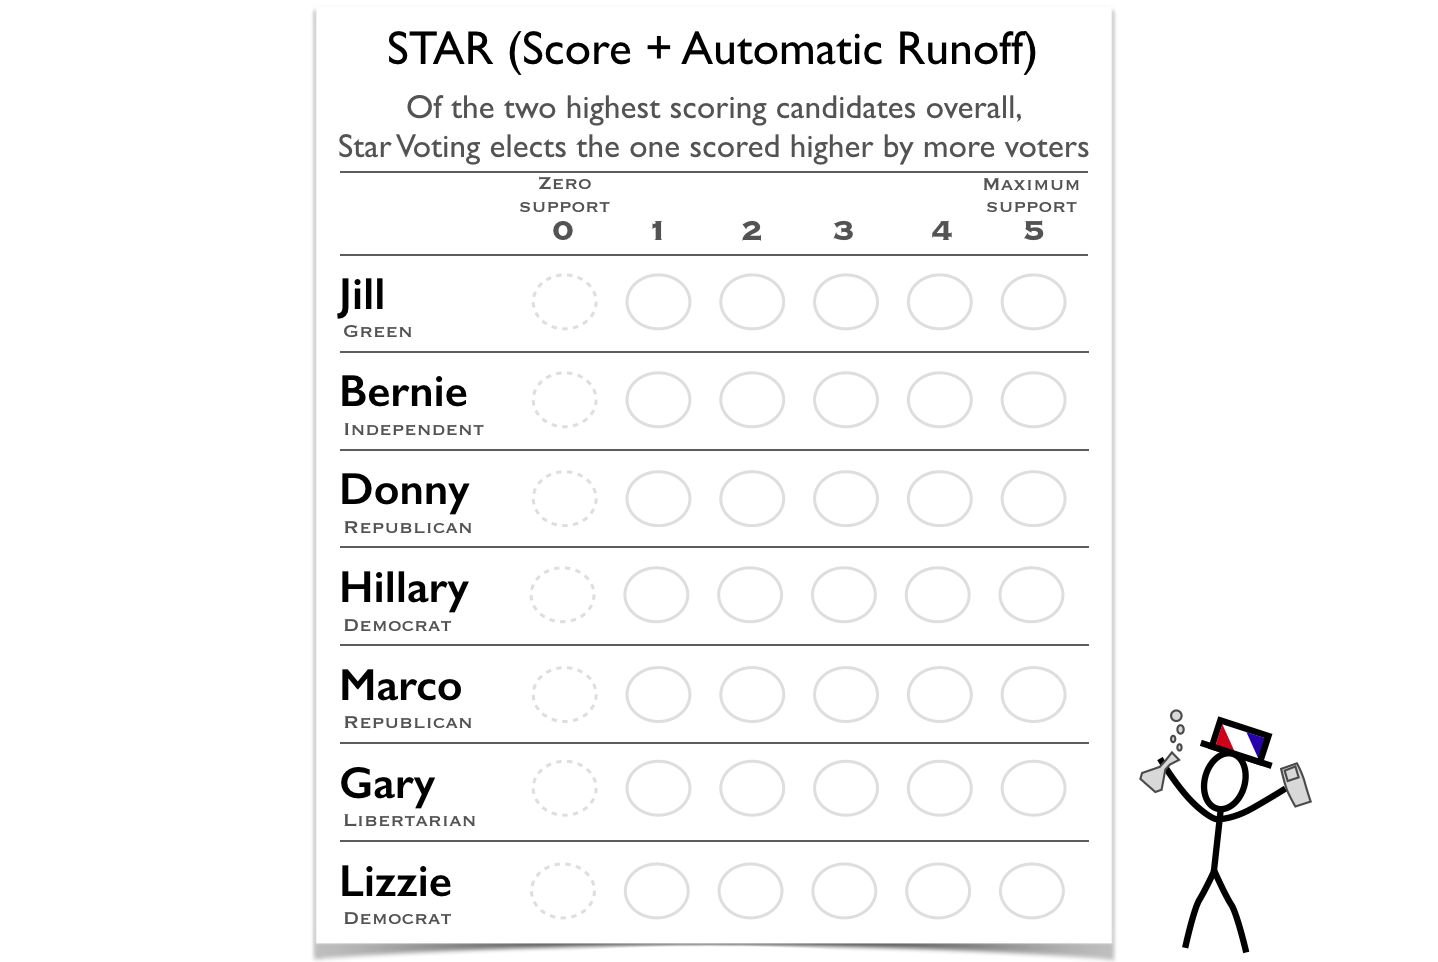 STAR (Score + Automatic Runoff)
Of the two highest scoring candidates overall,
Star Voting elects the one scored higher by more voters
Zero support
Maximum support
0 1 2 3 4 5
Jill
Green
Bernie
Independent
Donny
Republican
Hillary
Democrat
Marco
Republican
Gary
Libertarian
Lizzie
Democrat